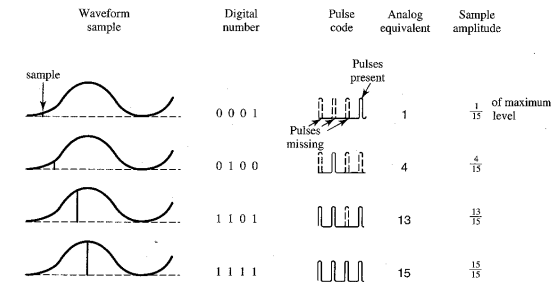 Waveform sample
Digital number
Pulse code
Analog equivalent
Sample amplitude
sample
Pulses present
Pulses missing
0 0 0 1
1
1/15 of maximum level
0 1 0 0
4
4/15
1 1 0 1
13
13/15
1 1 1 1
15
15/15